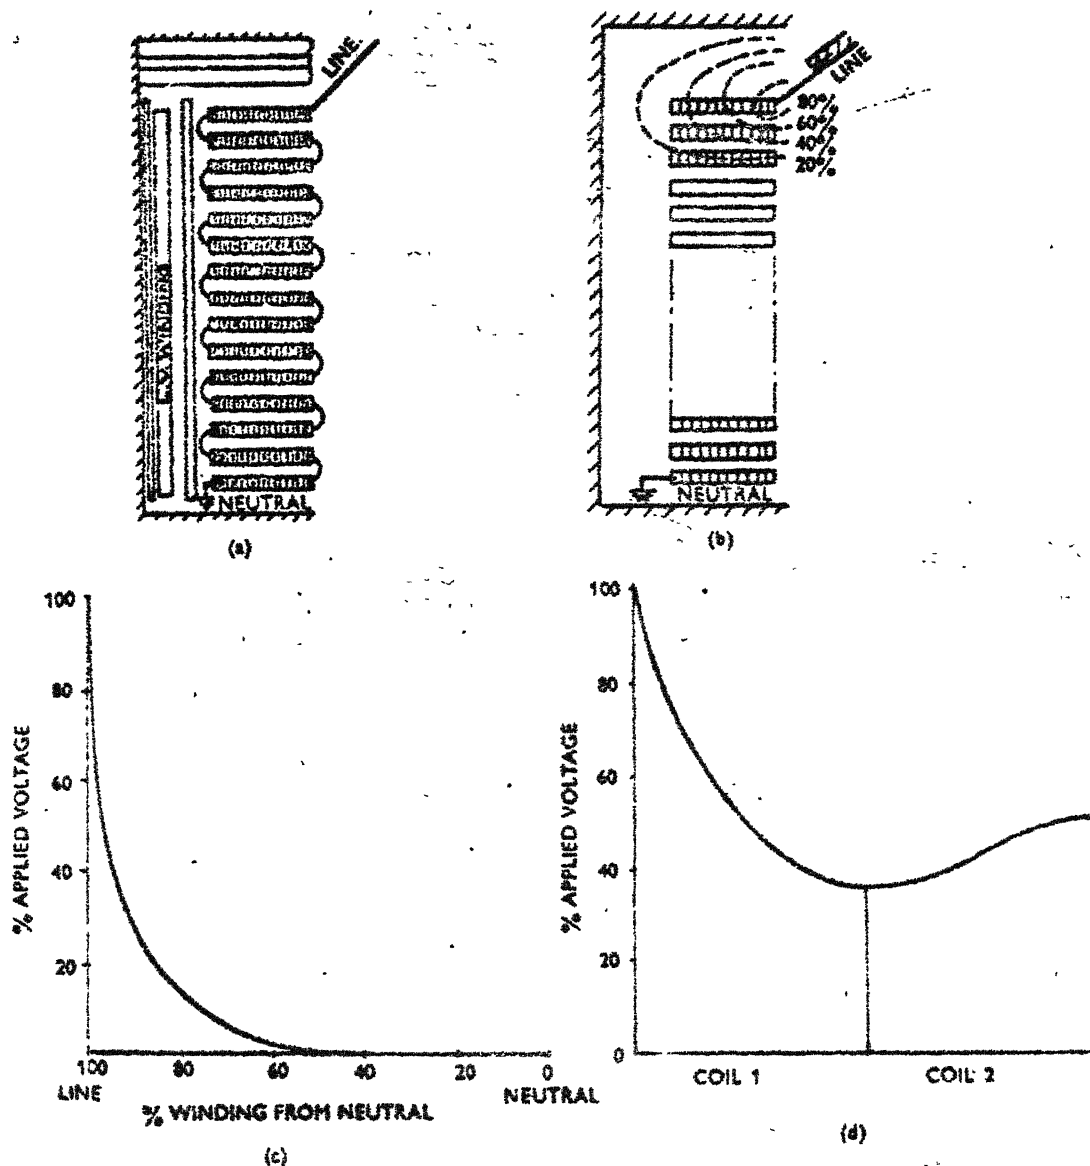 LINE.
L.V. WINDING
NEUTRAL
(a)
LINE
80%
60%
40%
20%
NEUTRAL
(b)
100
80
60
40
20
% APPLIED VOLTAGE
100 80 60 40 20 0
LINE NEUTRAL
% WINDING FROM NEUTRAL
(c)
100
80
60
40
20
0
% APPLIED VOLTAGE
COIL 1 COIL 2
(d)